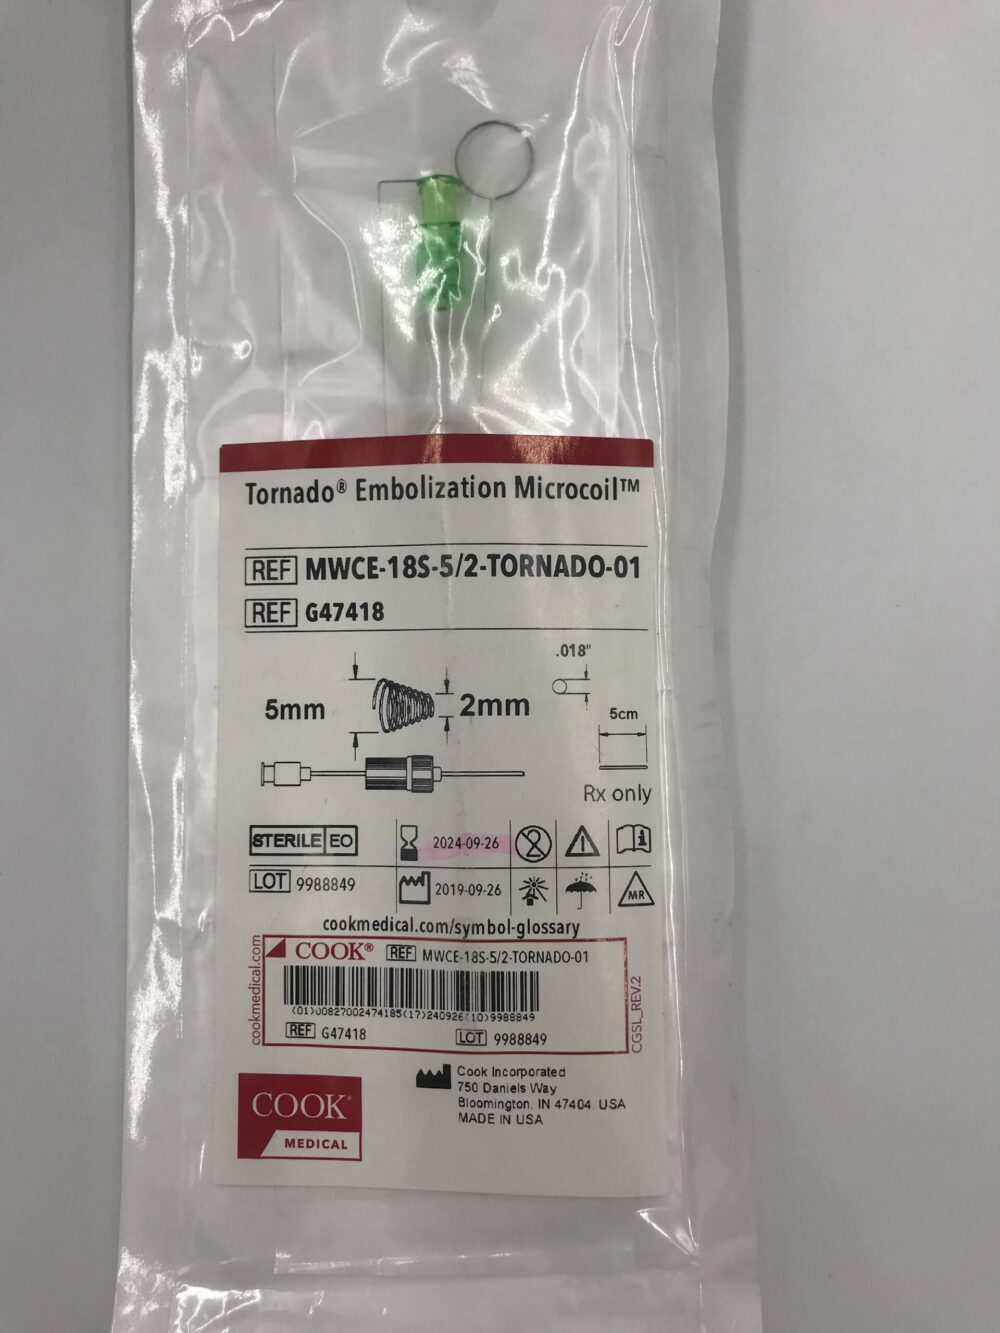 Tornado® Embolization Microcoil™
REF MWCE-18S-5/2-TORNADO-01
REF G47418
.018"
5mm
2mm
5cm
Rx only
STERILE EO
2024-09-26
LOT 9988849
2019-09-26
MR
cookmedical.com/symbol-glossary
cookmedical.com
COOK® REF MWCE-18S-5/2-TORNADO-01
(01)00827002474185(17)240926(10)9988849
REF G47418 LOT 9988849
CGSL_REV.2
COOK®
MEDICAL
Cook Incorporated
750 Daniels Way
Bloomington, IN 47404 USA
MADE IN USA